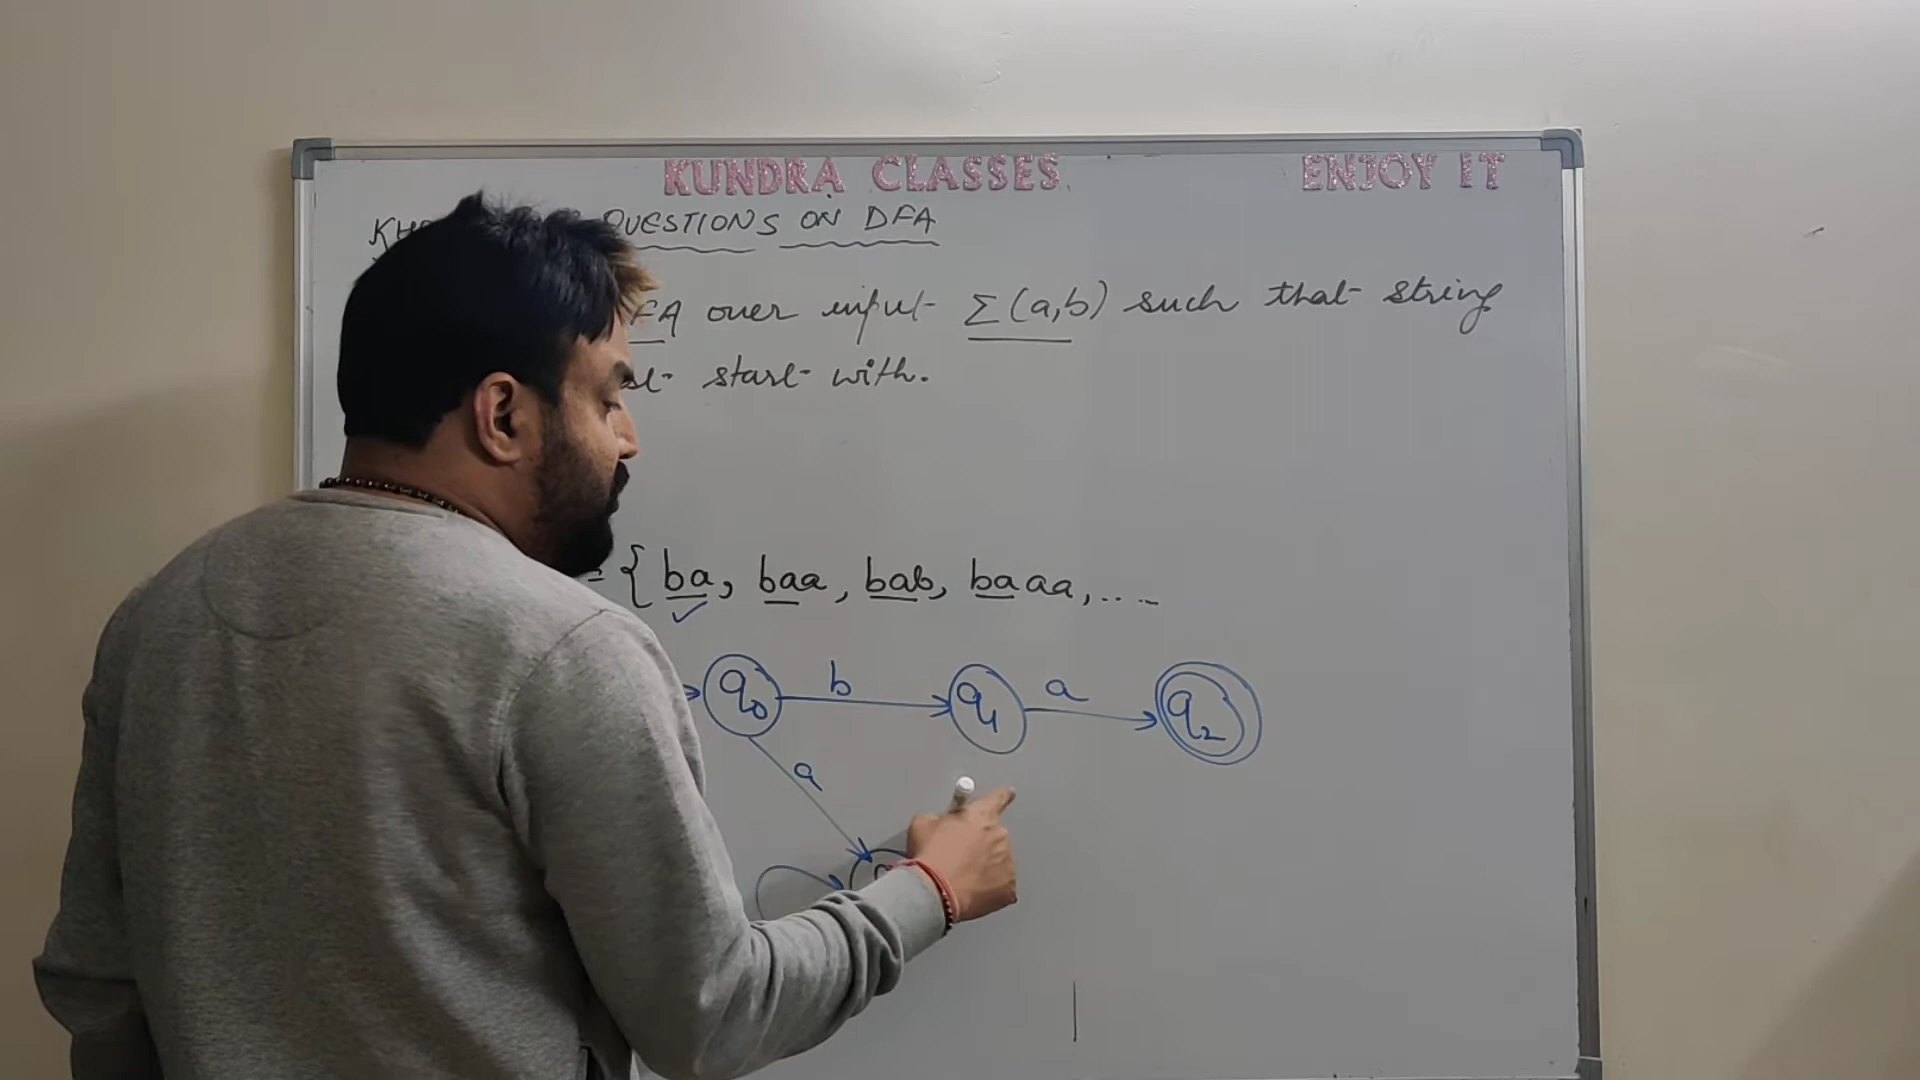 KUNDRA CLASSES ENJOY IT
QUESTIONS ON DFA
FA over input Σ(a,b) such that string
start with.
= { ba, baa, bab, baaa, ....
q0 b q1 a q2
a